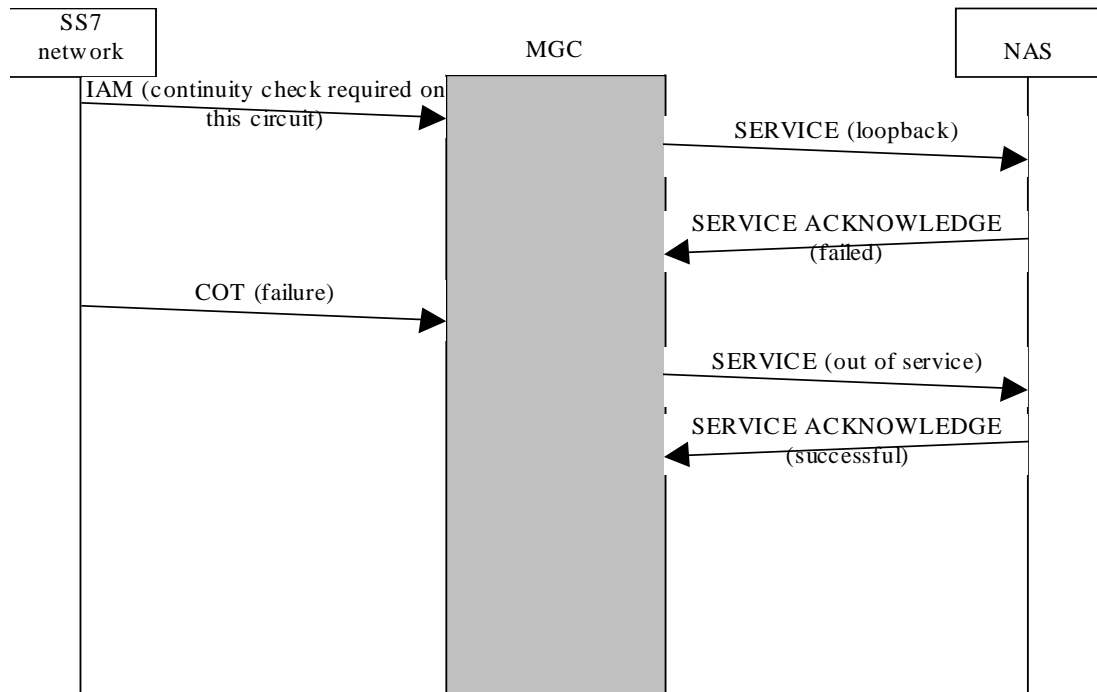 SS7
network
MGC
NAS
IAM (continuity check required on
this circuit)
SERVICE (loopback)
SERVICE ACKNOWLEDGE
(failed)
COT (failure)
SERVICE (out of service)
SERVICE ACKNOWLEDGE
(successful)